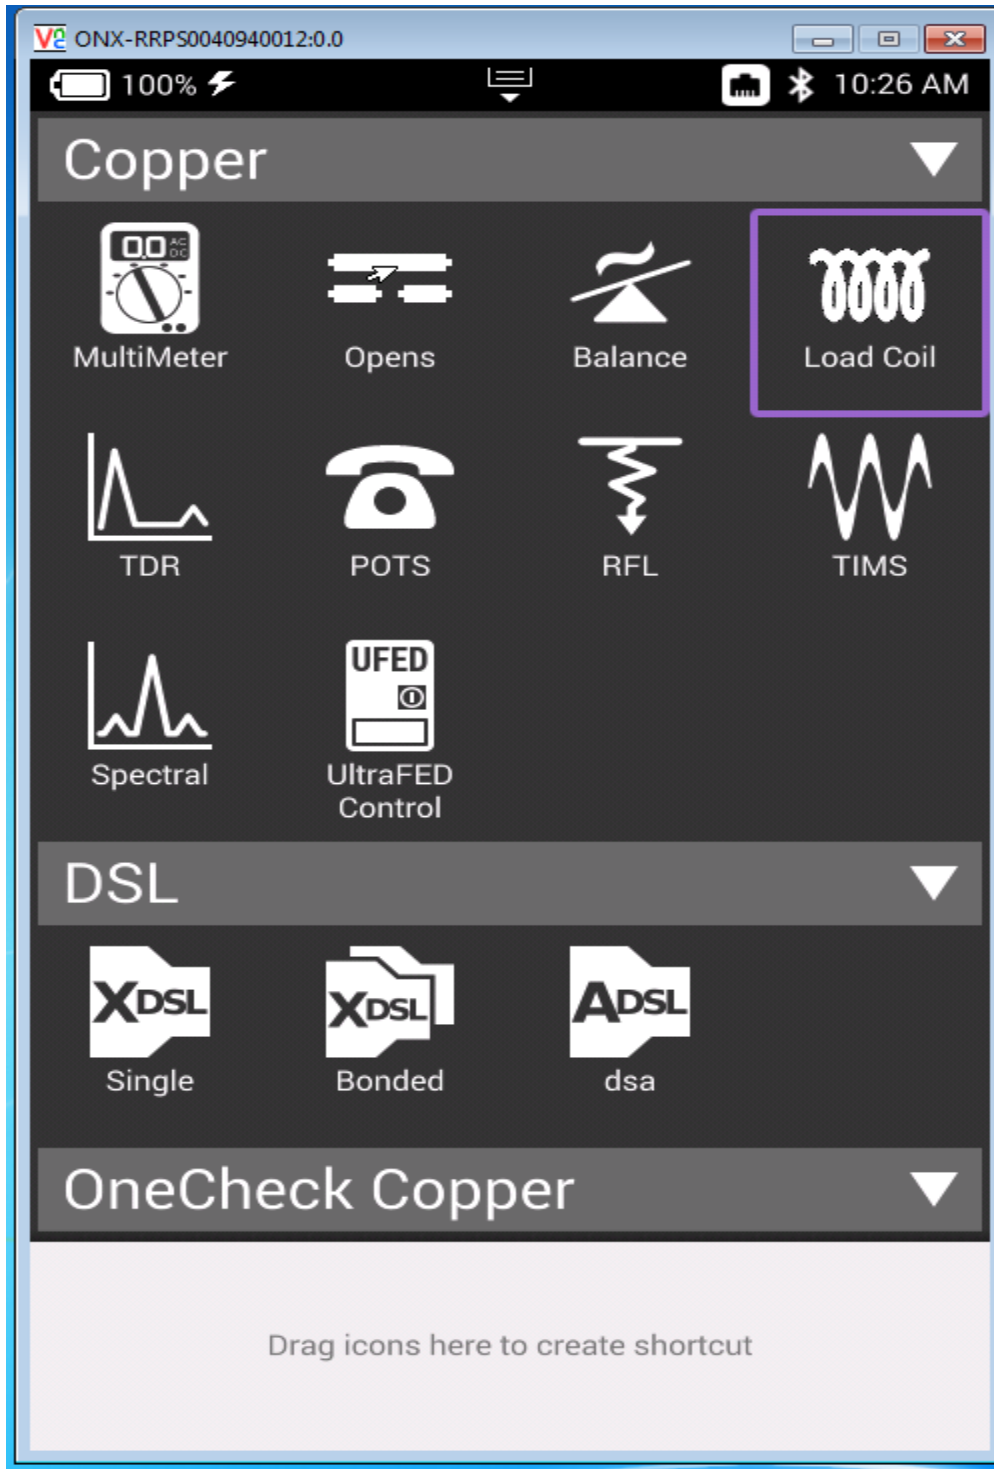 V2 ONX-RRPS0040940012:0.0
100% 10:26 AM
Copper
0.0 AC DC
MultiMeter Opens Balance Load Coil
TDR POTS RFL TIMS
UFED
Spectral UltraFED
Control
DSL
XDSL XDSL ADSL
Single Bonded dsa
OneCheck Copper
Drag icons here to create shortcut